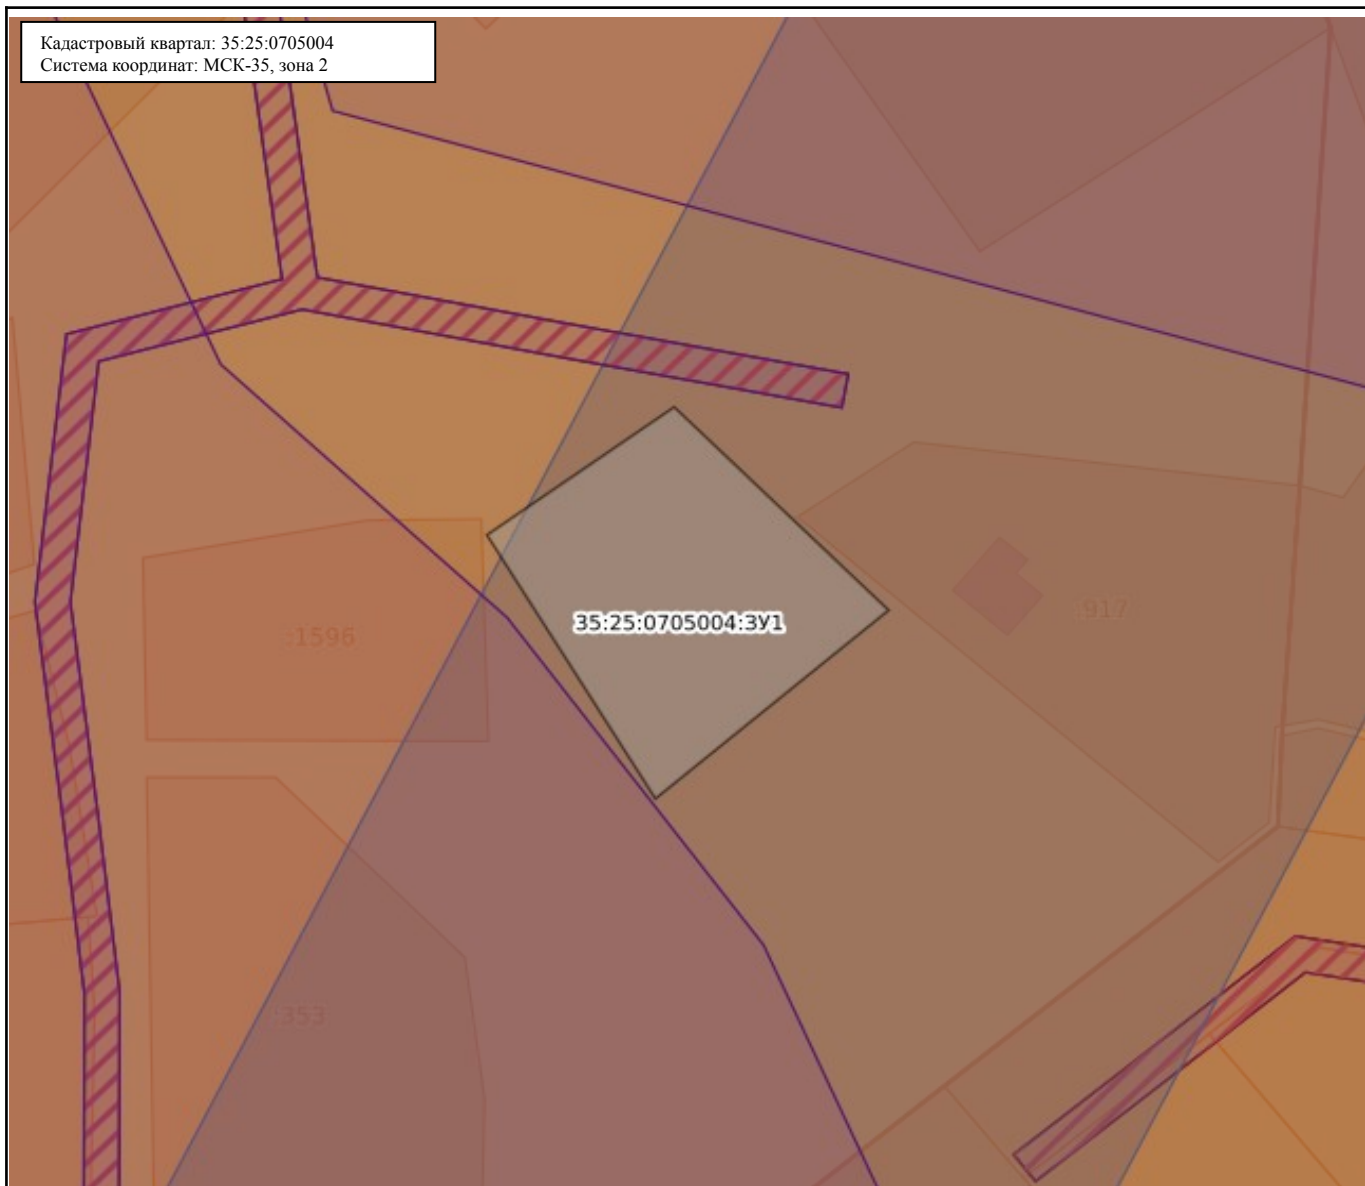 Кадастровый квартал: 35:25:0705004
Система координат: МСК-35, зона 2
35:25:0705004:ЗУ1
:917
:1596
:353